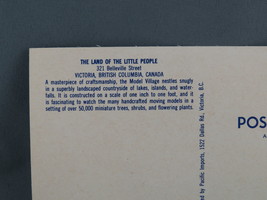 THE LAND OF THE LITTLE PEOPLE
321 Belleville Street
VICTORIA, BRITISH COLUMBIA, CANADA
A masterpiece of craftsmanship, the Model Village nestles snugly
in a superbly landscaped countryside of lakes, islands, and water-
falls. It is constructed on a scale of one inch to one foot, and it
is fascinating to watch the many handcrafted moving models in a
setting of over 50,000 miniature trees, shrubs, and flowering plants.
POS
A
ed by Pacific Imports, 1527 Dallas Rd., Victoria, B.C.